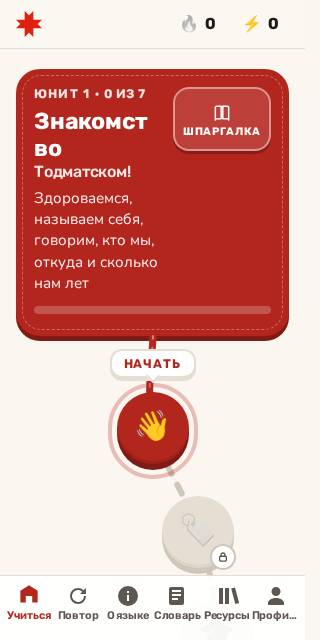 0 0
ЮНИТ 1 • 0 ИЗ 7
Знакомст
во
ШПАРГАЛКА
Тодматском!
Здороваемся,
называем себя,
говорим, кто мы,
откуда и сколько
нам лет
НАЧАТЬ
Учиться Повтор О языке Словарь Ресурсы Профи...